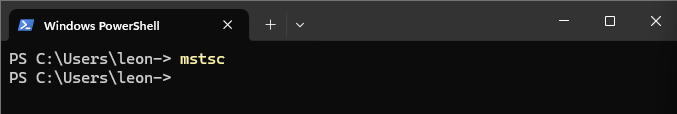 Windows PowerShell
PS C:\Users\leon-> mstsc
PS C:\Users\leon->